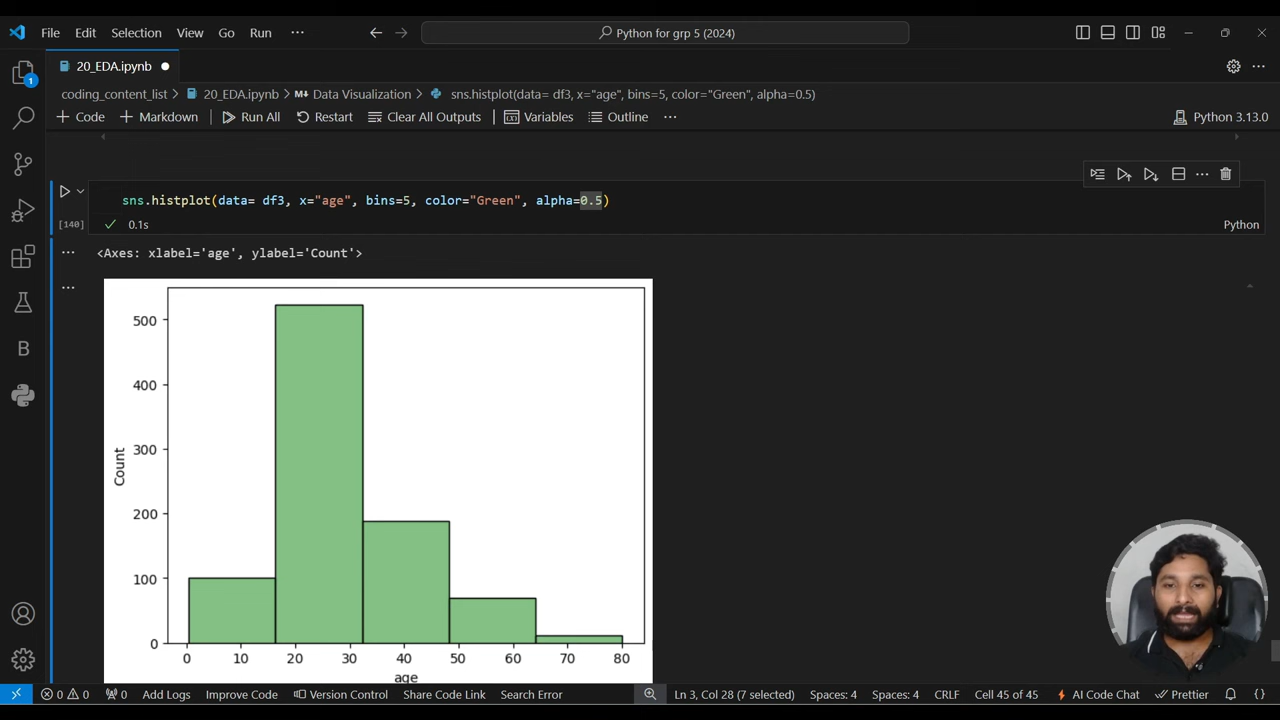 File Edit Selection View Go Run ··· Python for grp 5 (2024)
20_EDA.ipynb
1
coding_content_list > 20_EDA.ipynb > M↓ Data Visualization > sns.histplot(data= df3, x="age", bins=5, color="Green", alpha=0.5)
+ Code + Markdown Run All Restart Clear All Outputs Variables Outline ··· Python 3.13.0
sns.histplot(data= df3, x="age", bins=5, color="Green", alpha=0.5)
[140] ✓ 0.1s Python
<Axes: xlabel='age', ylabel='Count'>
500
400
300
200
100
0
Count
0 10 20 30 40 50 60 70 80
age
B
0 0 0 Add Logs Improve Code Version Control Share Code Link Search Error Ln 3, Col 28 (7 selected) Spaces: 4 Spaces: 4 CRLF Cell 45 of 45 AI Code Chat Prettier {}